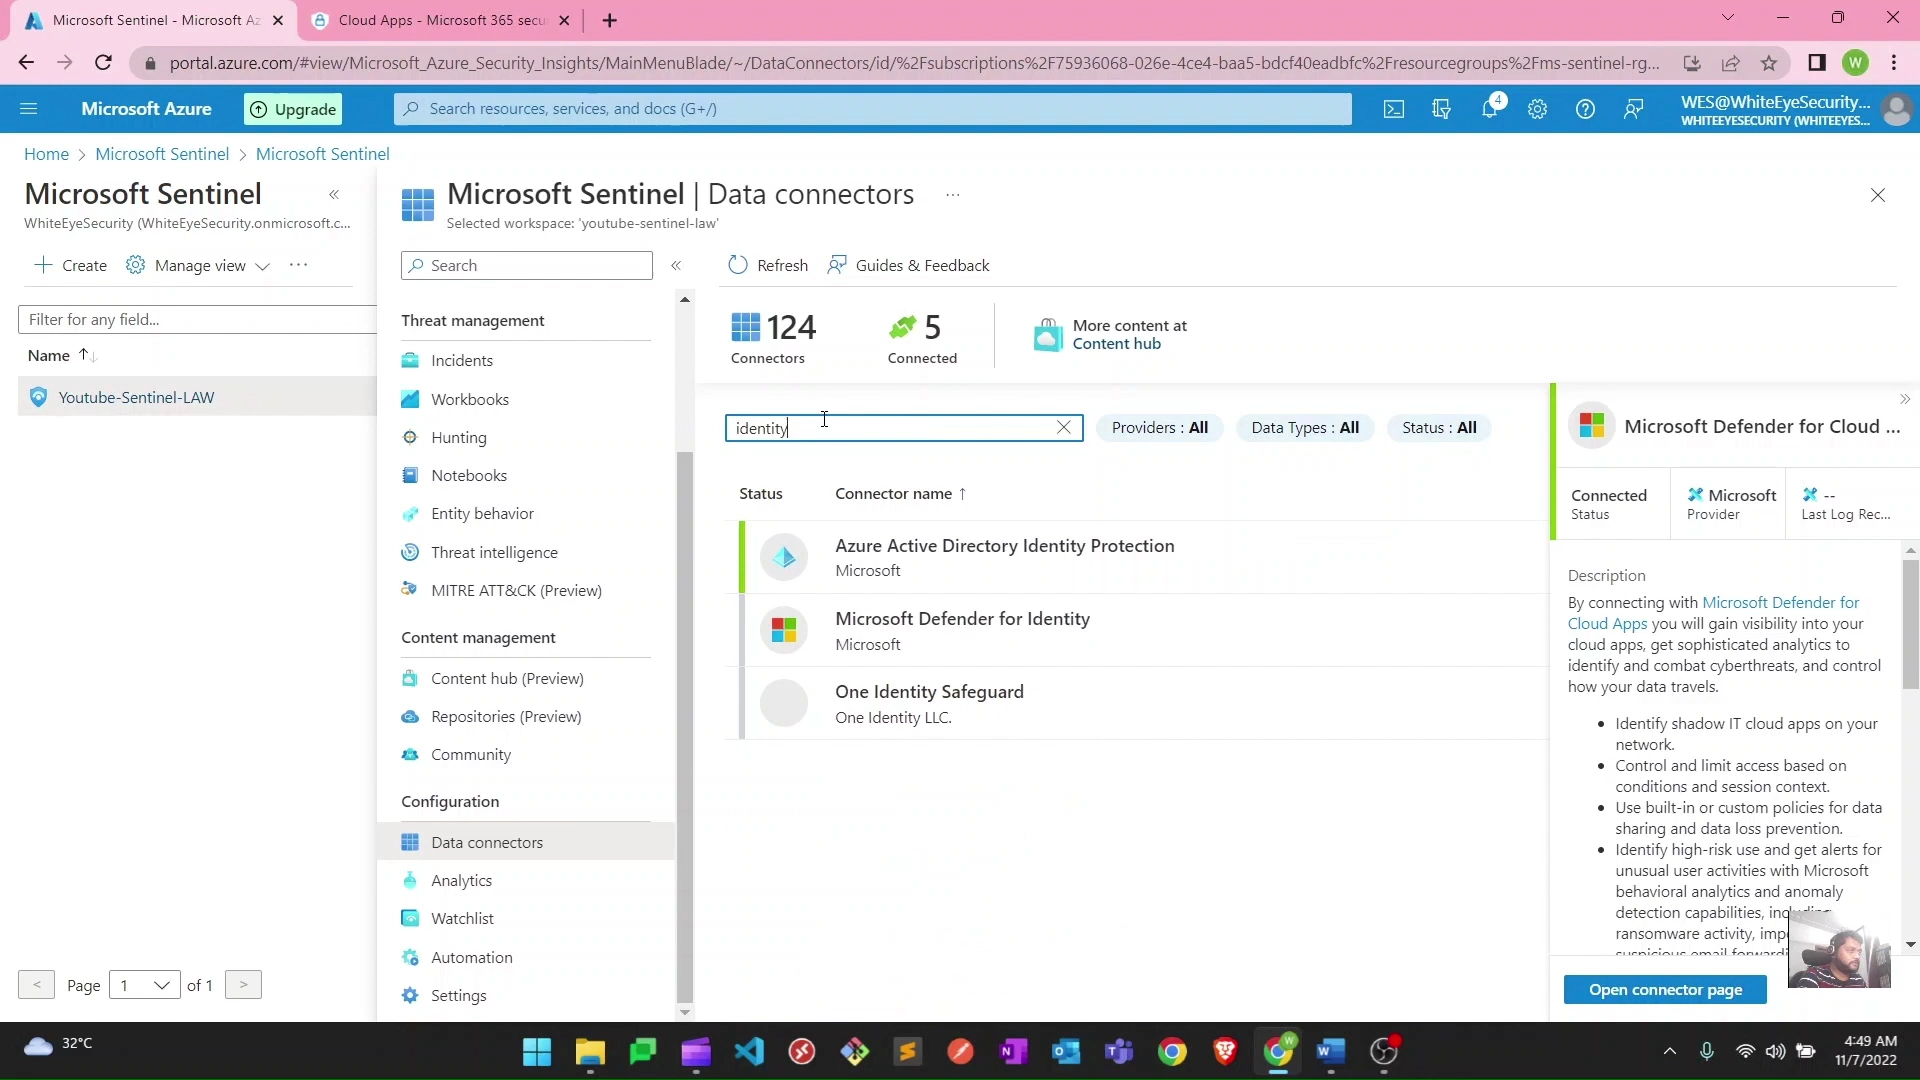 Microsoft Sentinel - Microsoft Az
Cloud Apps - Microsoft 365 secu
portal.azure.com/#view/Microsoft_Azure_Security_Insights/MainMenuBlade/~/DataConnectors/id/%2Fsubscriptions%2F75936068-026e-4ce4-baa5-bdcf40eadbfc%2Fresourcegroups%2Fms-sentinel-rg...
W
Microsoft Azure
Upgrade
Search resources, services, and docs (G+/)
4
WES@WhiteEyeSecurity...
WHITEEYESECURITY (WHITEEYES...
Home > Microsoft Sentinel > Microsoft Sentinel
Microsoft Sentinel
WhiteEyeSecurity (WhiteEyeSecurity.onmicrosoft.c...
Create
Manage view
Filter for any field...
Name
Youtube-Sentinel-LAW
< Page 1 of 1 >
Microsoft Sentinel | Data connectors
Selected workspace: 'youtube-sentinel-law'
Search
Threat management
Incidents
Workbooks
Hunting
Notebooks
Entity behavior
Threat intelligence
MITRE ATT&CK (Preview)
Content management
Content hub (Preview)
Repositories (Preview)
Community
Configuration
Data connectors
Analytics
Watchlist
Automation
Settings
Refresh
Guides & Feedback
124
Connectors
5
Connected
More content at
Content hub
identity
Providers : All
Data Types : All
Status : All
Status
Connector name ↑
Azure Active Directory Identity Protection
Microsoft
Microsoft Defender for Identity
Microsoft
One Identity Safeguard
One Identity LLC.
Microsoft Defender for Cloud ...
Connected
Status
Microsoft
Provider
--
Last Log Rec...
Description
By connecting with Microsoft Defender for
Cloud Apps you will gain visibility into your
cloud apps, get sophisticated analytics to
identify and combat cyberthreats, and control
how your data travels.
Identify shadow IT cloud apps on your
network.
Control and limit access based on
conditions and session context.
Use built-in or custom policies for data
sharing and data loss prevention.
Identify high-risk use and get alerts for
unusual user activities with Microsoft
behavioral analytics and anomaly
detection capabilities, including
ransomware activity, imp
suspicious email forwardi
Open connector page
32°C
4:49 AM
11/7/2022